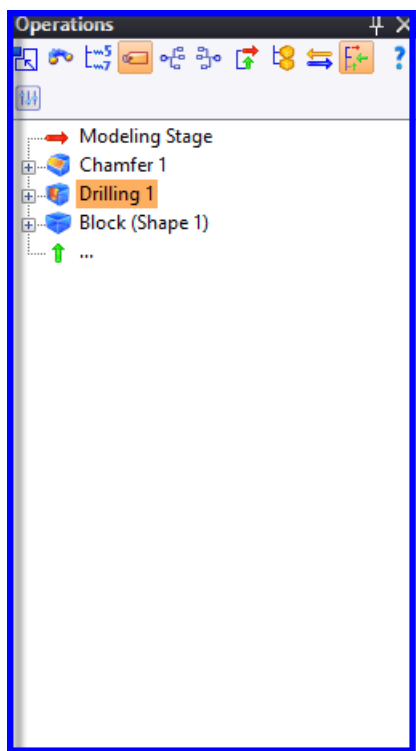 Operations
Modeling Stage
Chamfer 1
Drilling 1
Block (Shape 1)
...